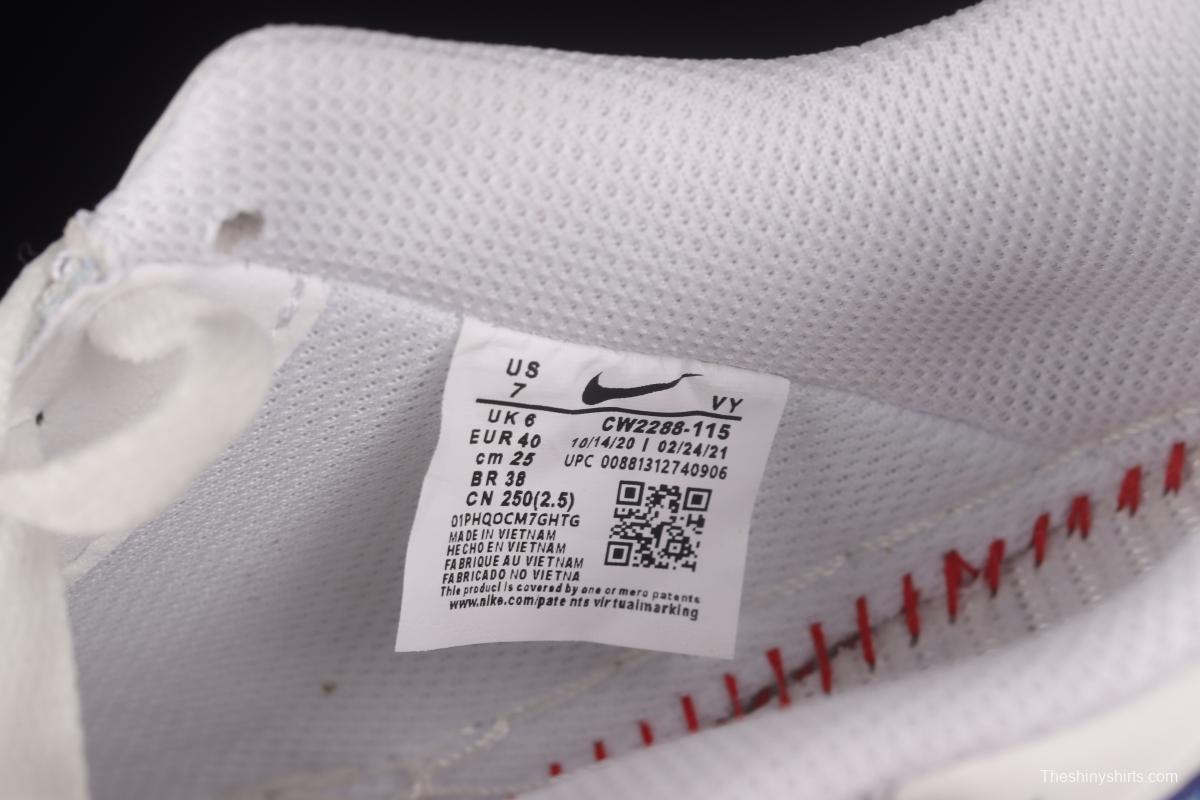 US
7
VY
UK 6
EUR 40
cm 25
BR 38
CN 250(2.5)
CW2288-115
10/14/20 | 02/24/21
UPC 00881312740906
01PHQOCM7GHTG
MADE IN VIETNAM
HECHO EN VIETNAM
FABRIQUE AU VIETNAM
FABRICADO NO VIETNA
This product is covered by one or mero patents
www.nike.com/pate nts virtualmarking
Theshinyshirts.com